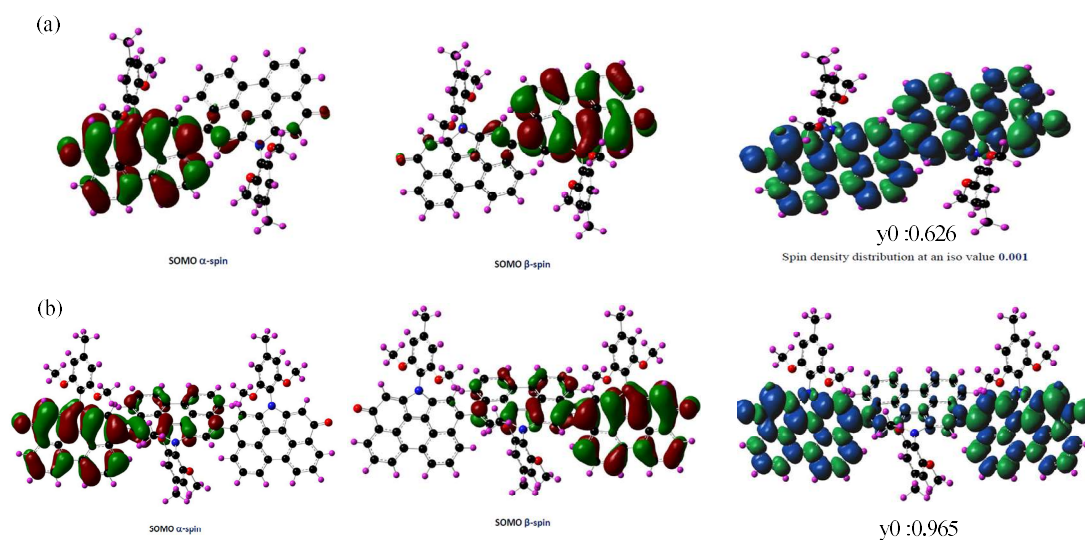 (a)
SOMO α-spin
SOMO β-spin
y0 :0.626
Spin density distribution at an iso value 0.001
(b)
SOMO α-spin
SOMO β-spin
y0 :0.965